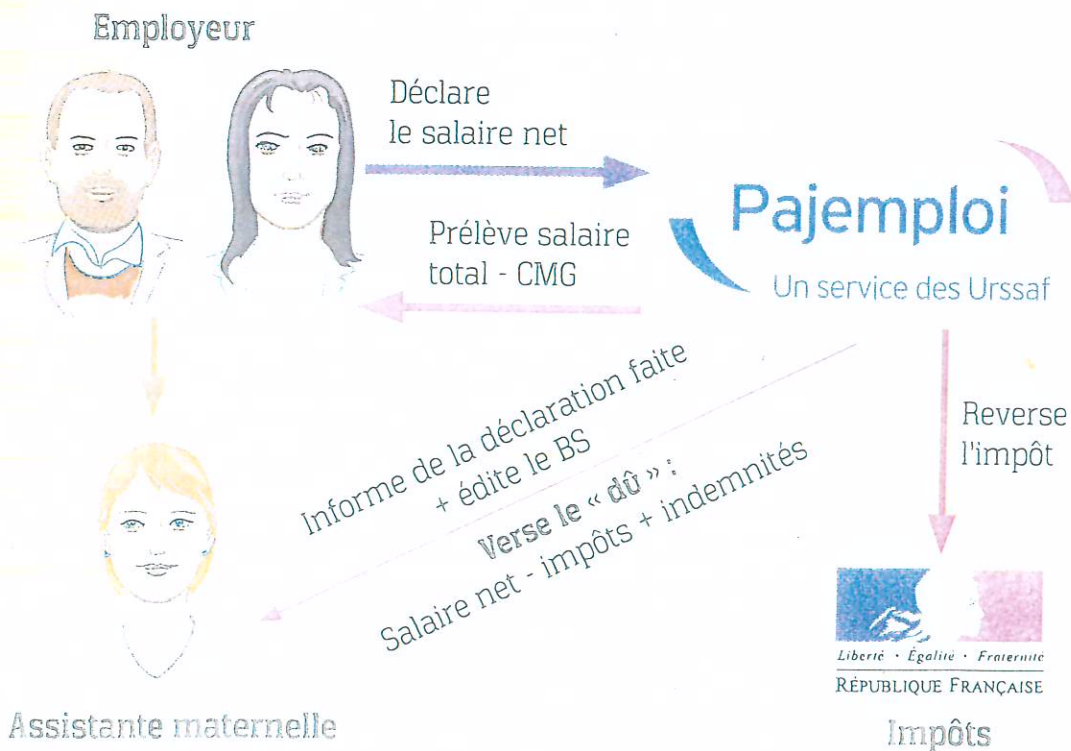 Employeur
Déclare
le salaire net
Prélève salaire
total - CMG
Pajemploi
Un service des Urssaf
Informe de la déclaration faite
+ édite le BS
Verse le « dû » :
Salaire net - impôts + indemnités
Reverse
l'impôt
Liberté • Égalité • Fraternité
RÉPUBLIQUE FRANÇAISE
Assistante maternelle
Impôts